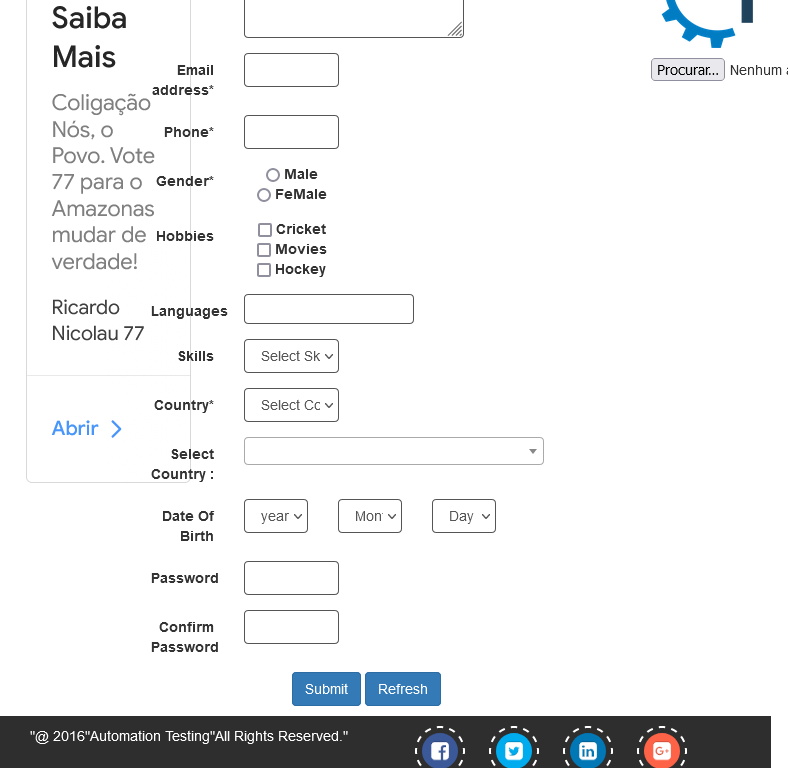 Saiba
Mais
Coligação
Nós, o
Povo. Vote
77 para o
Amazonas
mudar de
verdade!
Ricardo
Nicolau 77
Abrir
Email
address*
Phone*
Gender*
Male
FeMale
Hobbies
Cricket
Movies
Hockey
Languages
Skills
Select Sk
Country*
Select Co
Select
Country :
Date Of
Birth
year
Mon
Day
Password
Confirm
Password
Submit Refresh
Procurar... Nenhum a
"@ 2016"Automation Testing"All Rights Reserved."
f
in
G+